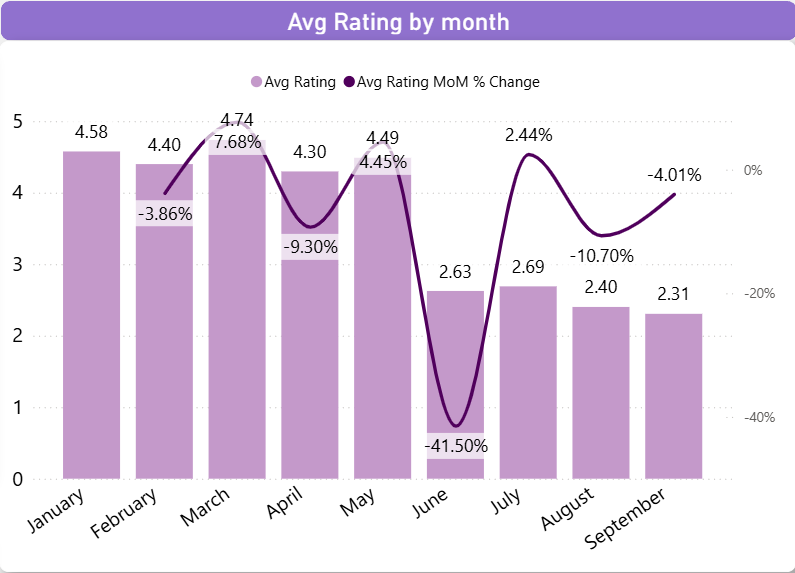 Avg Rating by month
Avg Rating Avg Rating MoM % Change
5
4
3
2
1
0
4.58
4.40
4.74
4.30
4.49
2.63
2.69
2.40
2.31
-3.86%
7.68%
-9.30%
4.45%
-41.50%
2.44%
-10.70%
-4.01%
0%
-20%
-40%
January
February
March
April
May
June
July
August
September